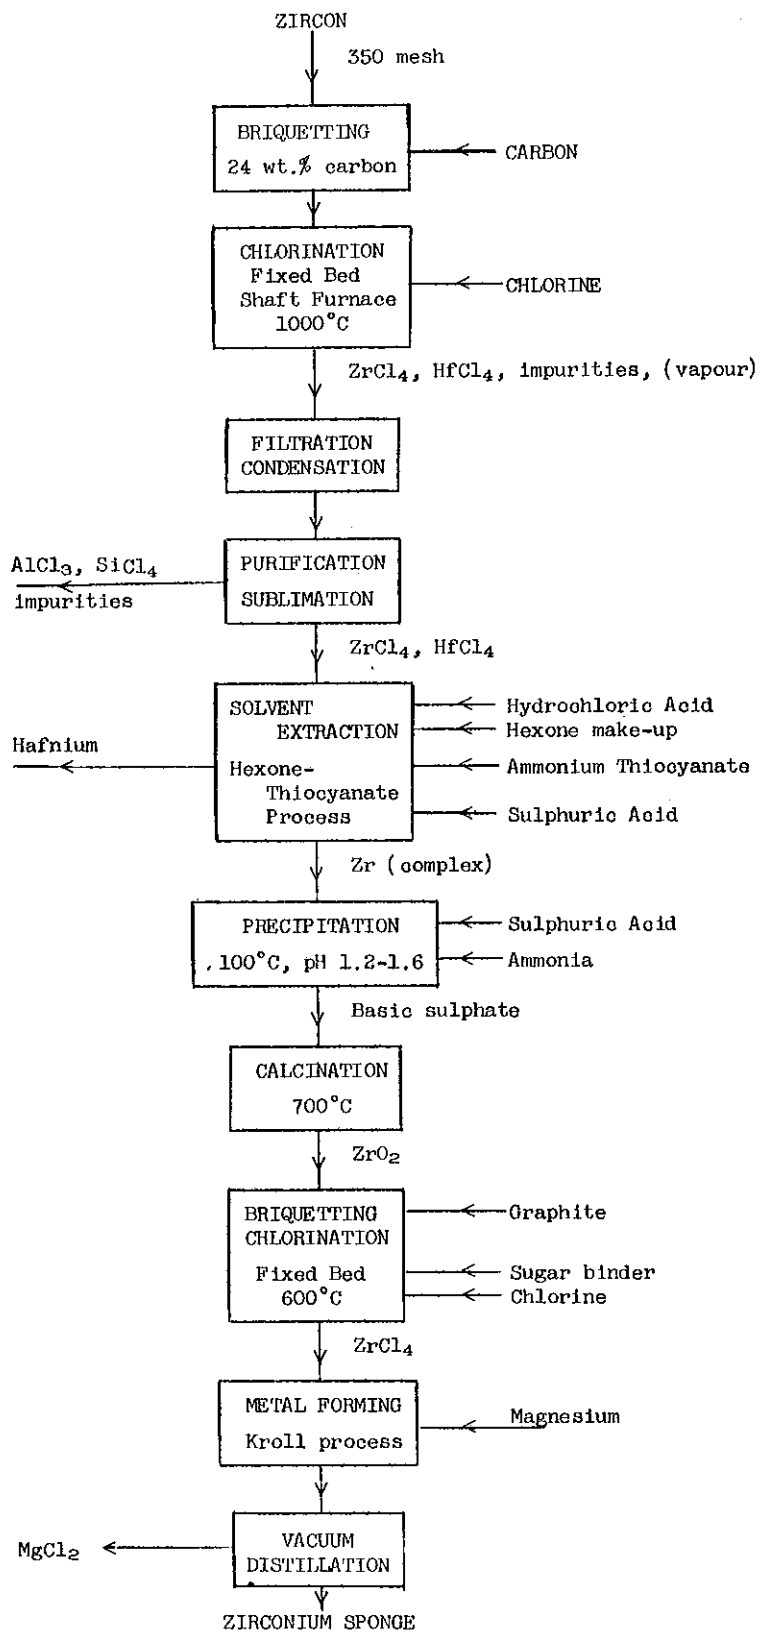 ZIRCON
350 mesh
BRIQUETTING
24 wt.% carbon
CARBON
CHLORINATION
Fixed Bed
Shaft Furnace
1000°C
CHLORINE
ZrCl4, HfCl4, impurities, (vapour)
FILTRATION
CONDENSATION
AlCl3, SiCl4
impurities
PURIFICATION
SUBLIMATION
ZrCl4, HfCl4
SOLVENT
EXTRACTION
Hexone-
Thiocyanate
Process
Hydrochloric Acid
Hexone make-up
Ammonium Thiocyanate
Sulphuric Acid
Hafnium
Zr (complex)
PRECIPITATION
100°C, pH 1.2-1.6
Sulphuric Acid
Ammonia
Basic sulphate
CALCINATION
700°C
ZrO2
BRIQUETTING
CHLORINATION
Fixed Bed
600°C
Graphite
Sugar binder
Chlorine
ZrCl4
METAL FORMING
Kroll process
Magnesium
VACUUM
DISTILLATION
MgCl2
ZIRCONIUM SPONGE